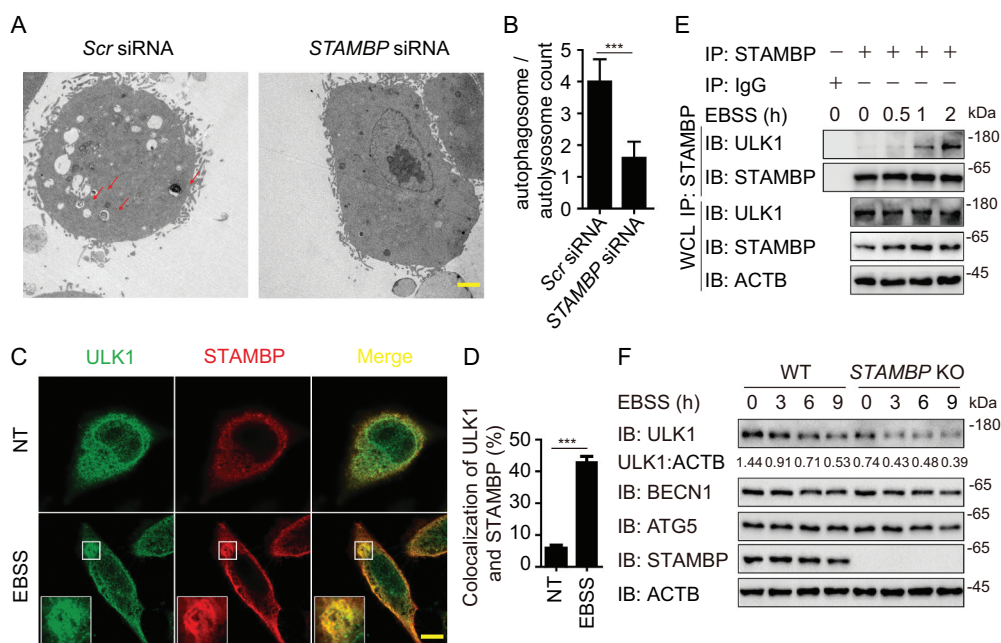 A
Scr siRNA
STAMBP siRNA
B
autophagosome /
autolysosome count
5
4
3
2
1
0
***
Scr siRNA
STAMBP siRNA
E
IP: STAMBP − + + + +
IP: IgG +
EBSS (h) 0 0 0.5 1 2 kDa
WCL IP: STAMBP
IB: ULK1 -180
IB: STAMBP -65
IB: ULK1 -180
IB: STAMBP -65
IB: ACTB -45
C
ULK1 STAMBP Merge
NT
EBSS
D
Colocalization of ULK1
and STAMBP (%)
50
40
30
20
10
0
***
NT
EBSS
F
WT STAMBP KO
EBSS (h) 0 3 6 9 0 3 6 9 kDa
IB: ULK1 -180
ULK1:ACTB 1.44 0.91 0.71 0.53 0.74 0.43 0.48 0.39
IB: BECN1 -65
IB: ATG5 -65
IB: STAMBP -65
IB: ACTB -45